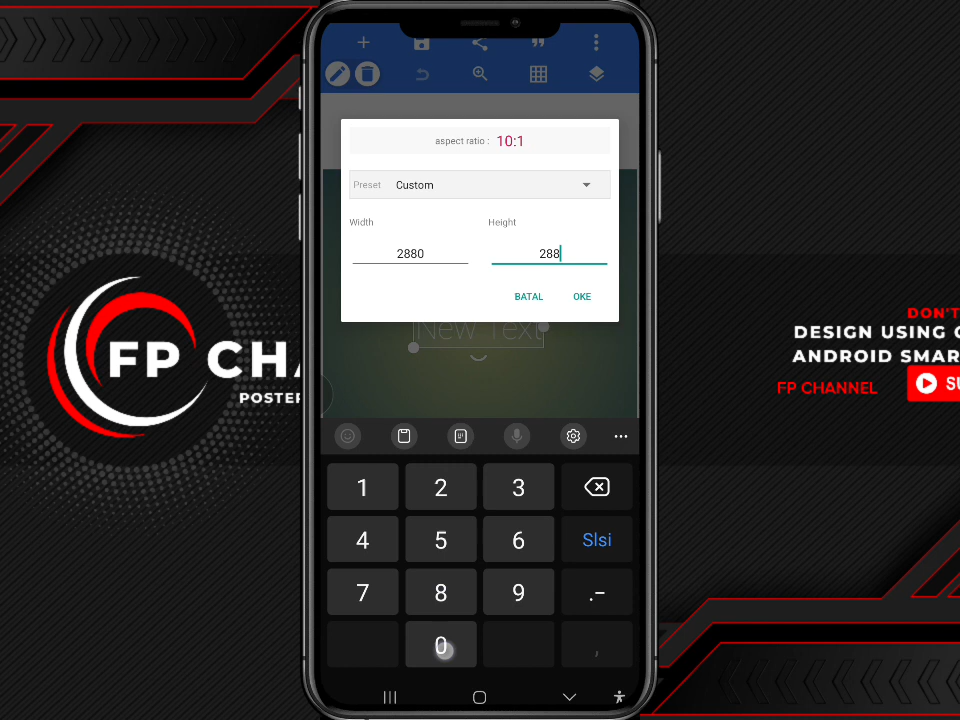 aspect ratio : 10:1
Preset Custom
Width Height
2880 288
BATAL OKE
New Text
FP CHA
POSTER
DON'T
DESIGN USING
ANDROID SMAR
FP CHANNEL SU
1 2 3
4 5 6 Slsi
7 8 9 .-
0 ,